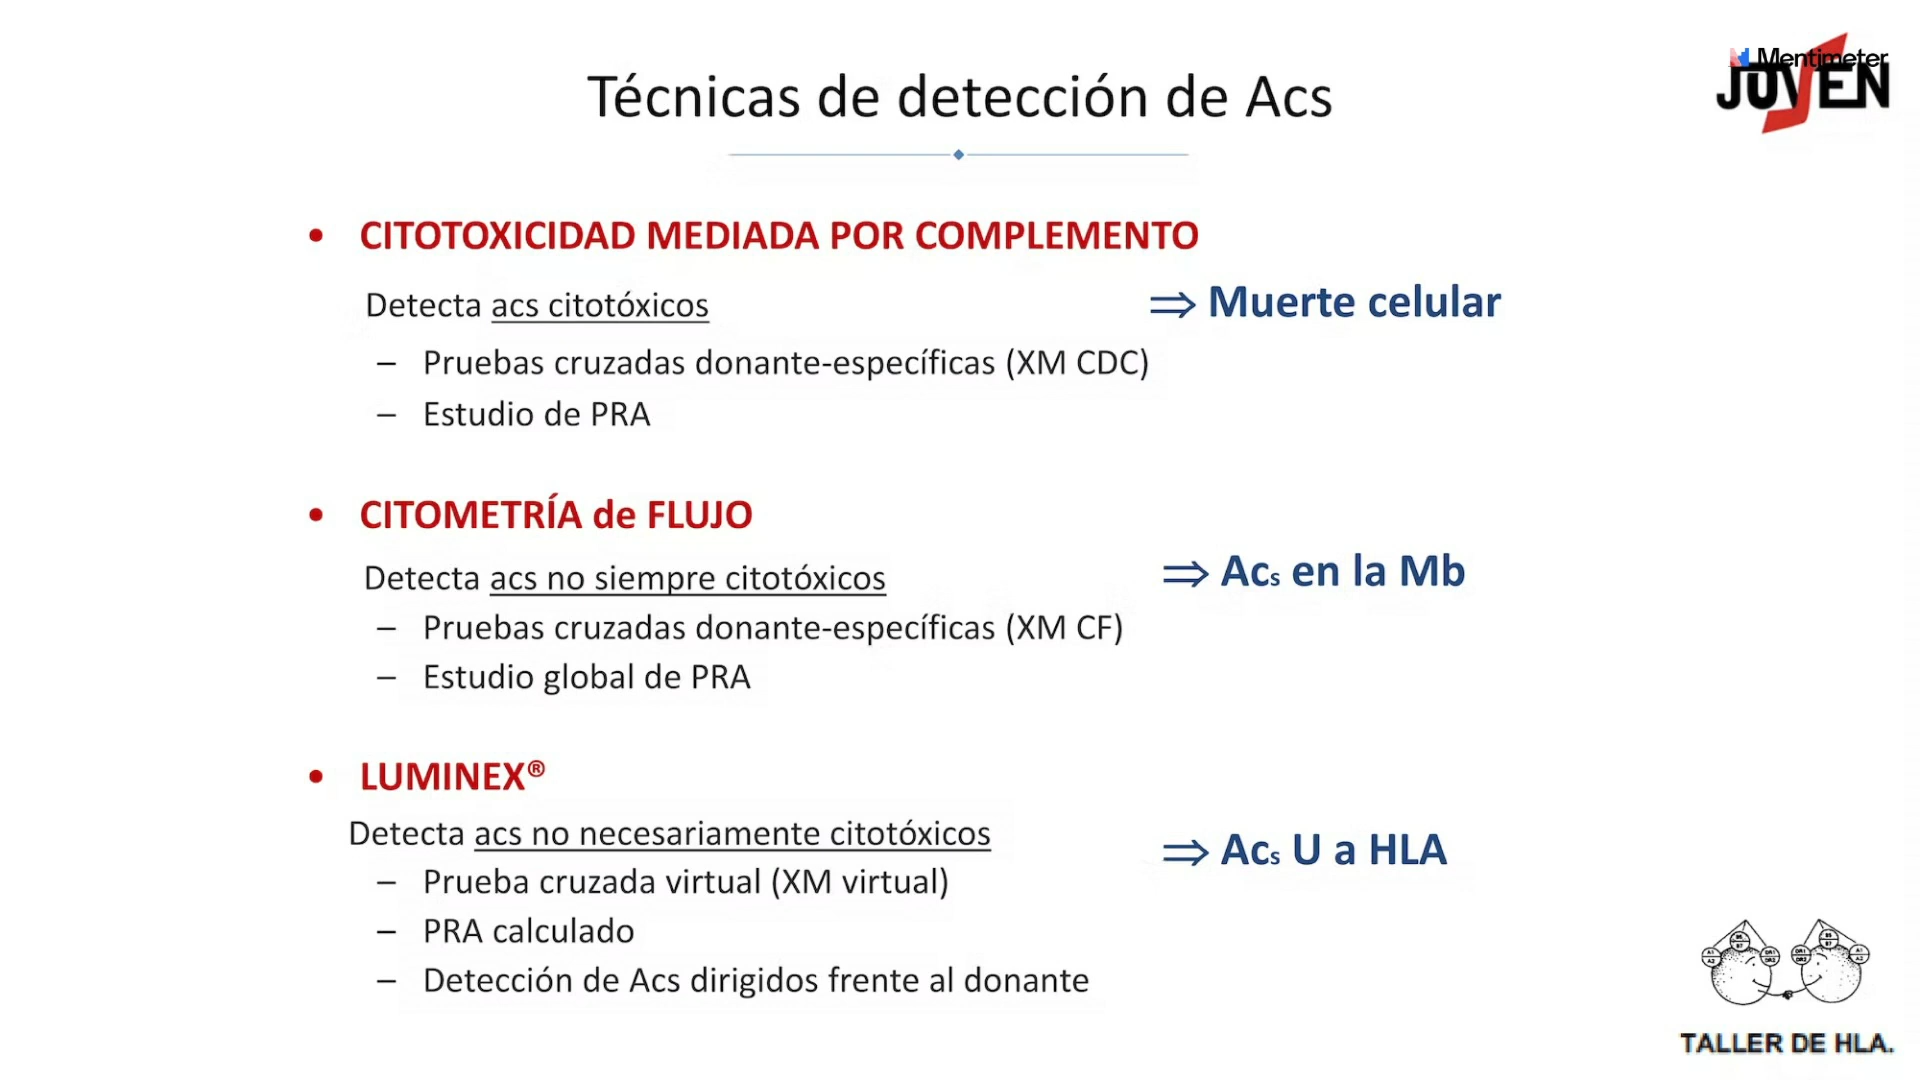 Mentimeter
JOVEN
Técnicas de detección de Acs
• CITOTOXICIDAD MEDIADA POR COMPLEMENTO
Detecta acs citotóxicos
⇒ Muerte celular
– Pruebas cruzadas donante-específicas (XM CDC)
– Estudio de PRA
• CITOMETRÍA de FLUJO
Detecta acs no siempre citotóxicos
⇒ Acs en la Mb
– Pruebas cruzadas donante-específicas (XM CF)
– Estudio global de PRA
• LUMINEX®
Detecta acs no necesariamente citotóxicos
⇒ Acs U a HLA
– Prueba cruzada virtual (XM virtual)
– PRA calculado
– Detección de Acs dirigidos frente al donante
TALLER DE HLA.